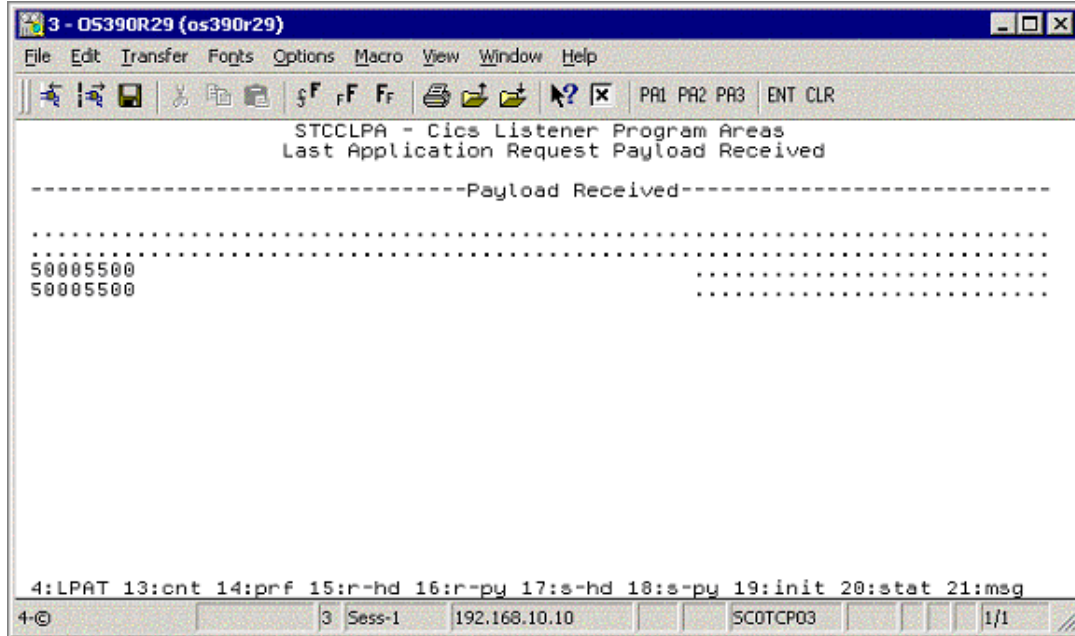 3 - OS390R29 (os390r29)
File Edit Transfer Fonts Options Macro View Window Help
PA1 PA2 PA3 ENT CLR
STCCLPA - Cics Listener Program Areas
Last Application Request Payload Received
---------------------------------Payload Received----------------------------
.............................................................................
.............................................................................
50005500                                          ...........................
50005500                                          ...........................
4:LPAT 13:cnt 14:prf 15:r-hd 16:r-py 17:s-hd 18:s-py 19:init 20:stat 21:msg
4-© 3 Sess-1 192.168.10.10 SCOTCP03 1/1